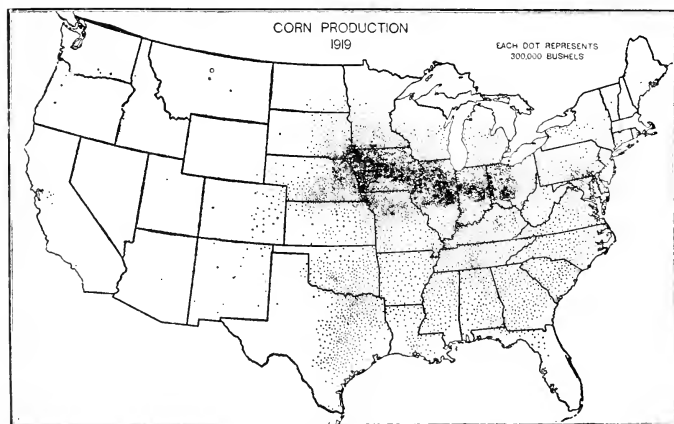 CORN PRODUCTION
1919
EACH DOT REPRESENTS
300,000 BUSHELS